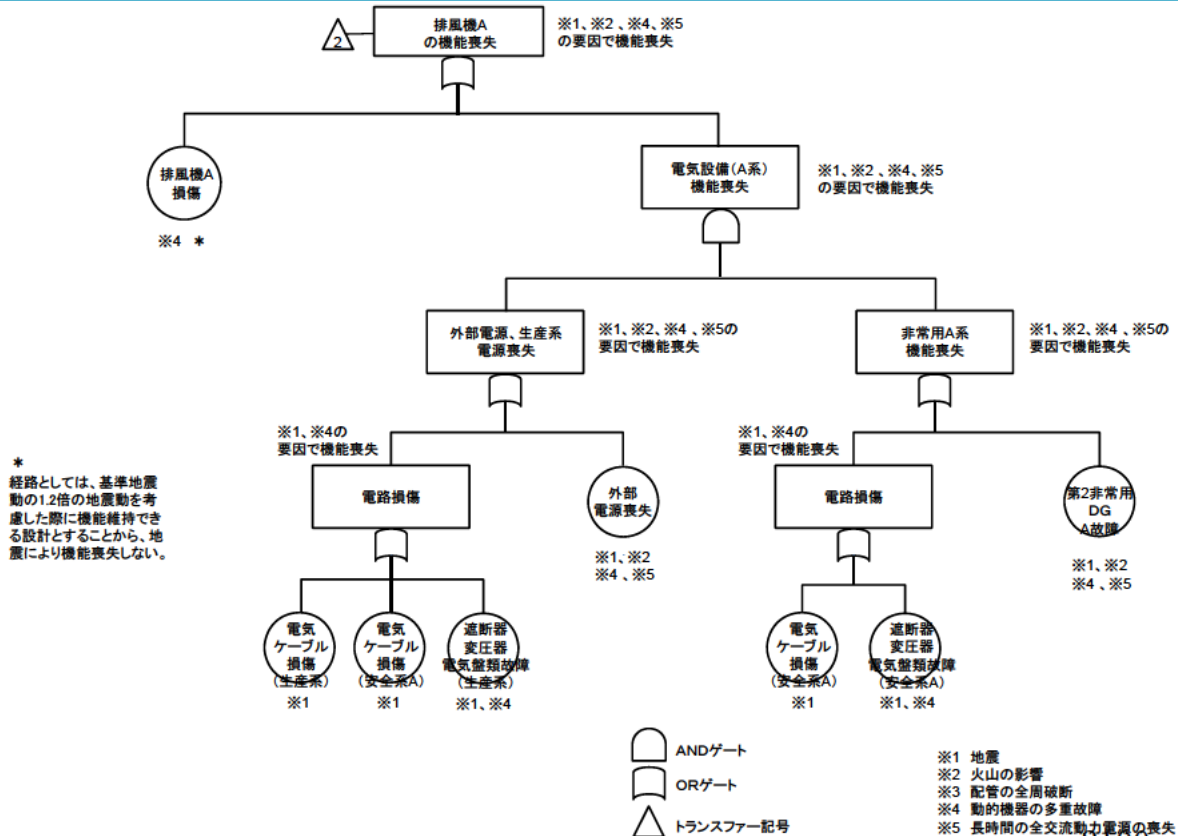 排風機A
の機能喪失
※1、※2 、※4、※5
の要因で機能喪失
2
排風機A
損傷
※4 *
電気設備(A系)
機能喪失
※1、※2 、※4、※5
の要因で機能喪失
外部電源、生産系
電源喪失
※1、※2、※4 、※5の
要因で機能喪失
非常用A系
機能喪失
※1、※2、※4 、※5の
要因で機能喪失
※1、※4の
要因で機能喪失
電路損傷
外部
電源喪失
※1、※2
※4 、※5
※1、※4の
要因で機能喪失
電路損傷
第2非常用
DG
A故障
※1、※2
※4 、※5
*
経路としては、基準地震
動の1.2倍の地震動を考
慮した際に機能維持でき
る設計とすることから、地
震により機能喪失しない。
電気
ケーブル
損傷
(生産系)
※1
電気
ケーブル
損傷
(安全系A)
※1
遮断器
変圧器
電気盤類故障
(生産系)
※1、※4
電気
ケーブル
損傷
(安全系A)
※1
遮断器
変圧器
電気盤類故障
(安全系A)
※1、※4
ANDゲート
ORゲート
トランスファー記号
※1 地震
※2 火山の影響
※3 配管の全周破断
※4 動的機器の多重故障
※5 長時間の全交流動力電源の喪失